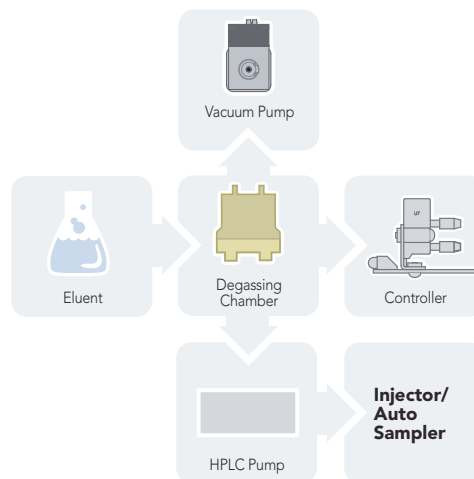 Vacuum Pump
Eluent
Degassing
Chamber
Controller
HPLC Pump
Injector/
Auto
Sampler